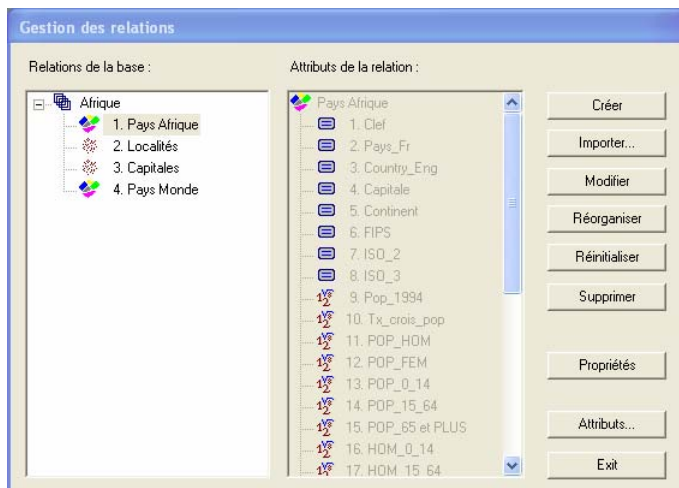 Gestion des relations
Relations de la base :
Afrique
1. Pays Afrique
2. Localités
3. Capitales
4. Pays Monde
Attributs de la relation :
Pays Afrique
1. Clef
2. Pays_Fr
3. Country_Eng
4. Capitale
5. Continent
6. FIPS
7. ISO_2
8. ISO_3
9. Pop_1994
10. Tx_crois_pop
11. POP_HOM
12. POP_FEM
13. POP_0_14
14. POP_15_64
15. POP_65 et PLUS
16. HOM_0_14
17. HOM_15_64
Créer
Importer...
Modifier
Réorganiser
Réinitialiser
Supprimer
Propriétés
Attributs...
Exit